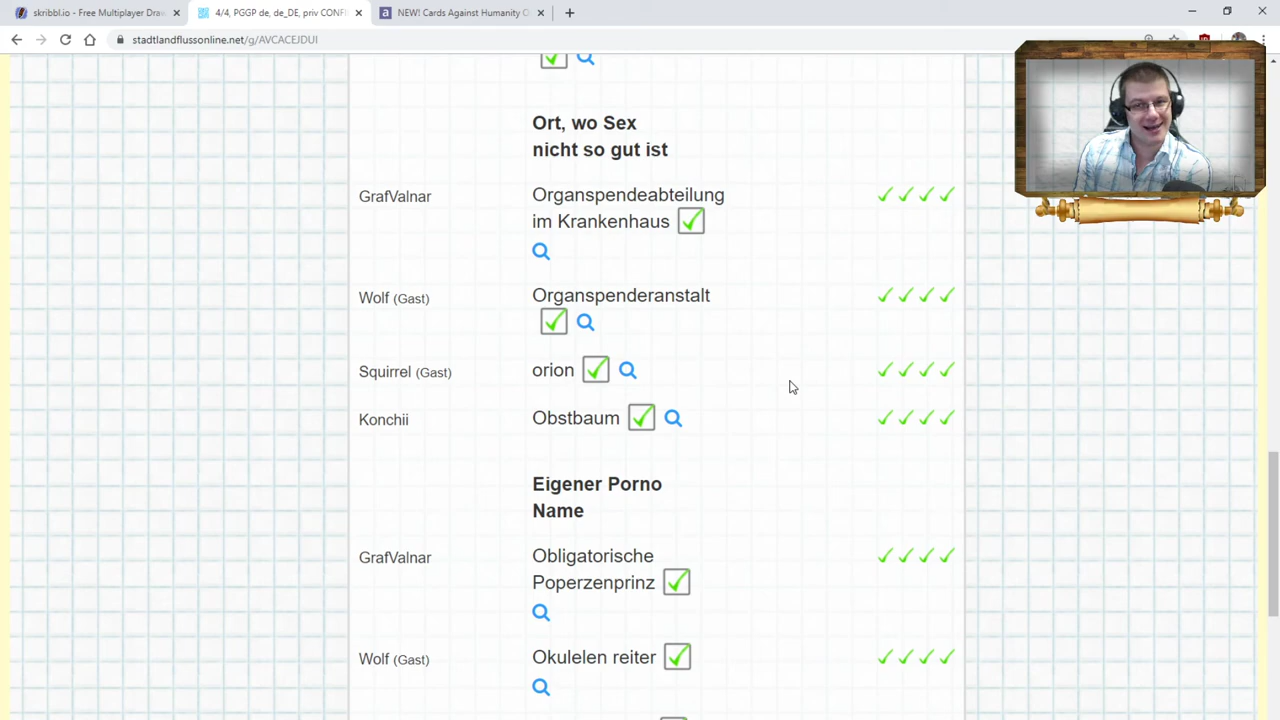 skribbl.io - Free Multiplayer Draw
4/4, PGGP de, de_DE, priv CONFI
NEW! Cards Against Humanity O
stadtlandflussonline.net/g/AVCACEJDUI
Ort, wo Sex
nicht so gut ist
GrafValnar
Organspendeabteilung
im Krankenhaus
Wolf (Gast)
Organspenderanstalt
Squirrel (Gast)
orion
Konchii
Obstbaum
Eigener Porno
Name
GrafValnar
Obligatorische
Poperzenprinz
Wolf (Gast)
Okulelen reiter